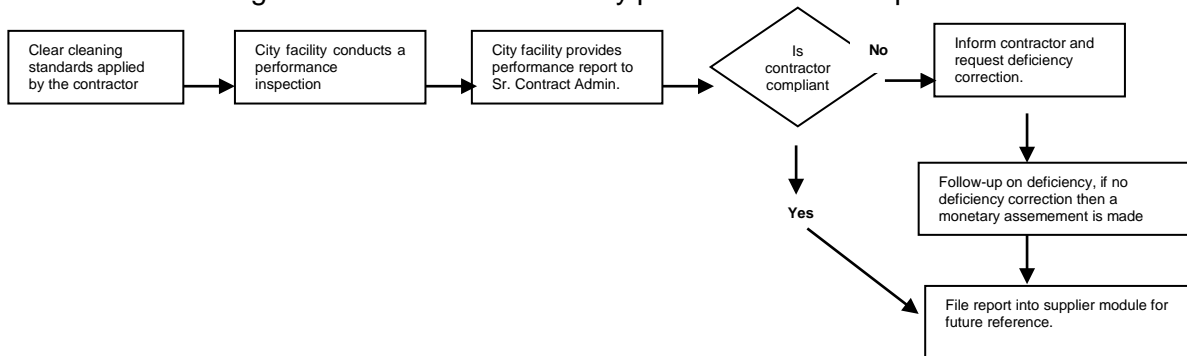 Clear cleaning
standards applied
by the contractor
City facility conducts a
performance
inspection
City facility provides
performance report to
Sr. Contract Admin.
Is
contractor
compliant
No
Inform contractor and
request deficiency
correction.
Follow-up on deficiency, if no
deficiency correction then a
monetary assemement is made
Yes
File report into supplier module for
future reference.